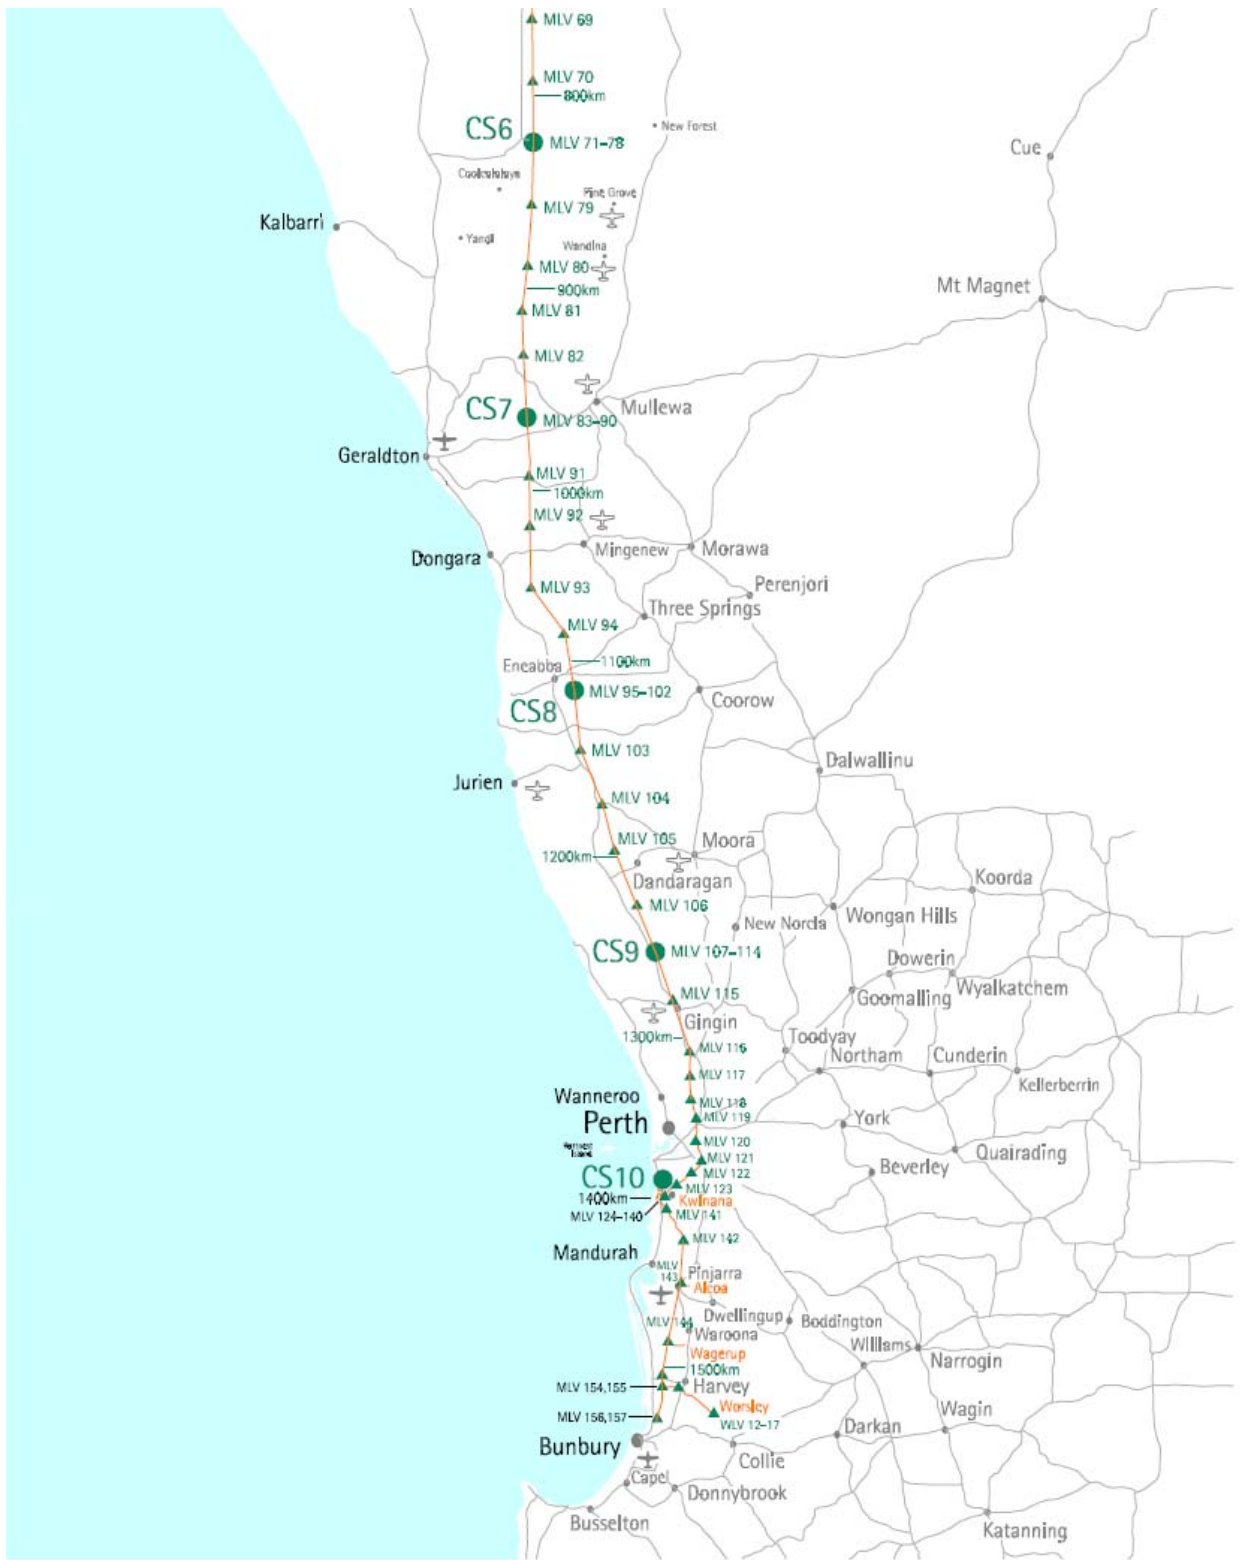 MLV 69
MLV 70
800km
CS6
MLV 71-78
New Forest
Cue
Coolcalalaya
Pine Grove
MLV 79
Kalbarri
Yandi
Wandina
MLV 80
900km
Mt Magnet
MLV 81
MLV 82
CS7
MLV 83-90
Mullewa
Geraldton
MLV 91
1000km
MLV 92
Mingenew
Morawa
Dongara
MLV 93
Perenjori
Three Springs
MLV 94
1100km
Eneabba
MLV 95-102
Coorow
CS8
MLV 103
Dalwallinu
Jurien
MLV 104
MLV 105
Moora
1200km
Dandaragan
Koorda
MLV 106
Wongan Hills
New Norcia
CS9
MLV 107-114
Dowerin
Wyalkatchem
Goomalling
MLV 115
Gingin
1300km
Toodyay
MLV 116
Northam
Cunderin
MLV 117
Kellerberrin
Wanneroo
MLV 118
Perth
MLV 119
York
MLV 120
Quairading
MLV 121
Beverley
CS10
MLV 122
MLV 123
1400km
Kwinana
MLV 124-140
MLV 141
MLV 142
Mandurah
MLV
143
Pinjarra
Alcoa
Dwellingup
Boddington
MLV 144
Waroona
Williams
Wagerup
Narrogin
1500km
MLV 154,155
Harvey
Worsley
Wagin
MLV 156,157
WLV 12-17
Darkan
Bunbury
Collie
Capel
Donnybrook
Busselton
Katanning